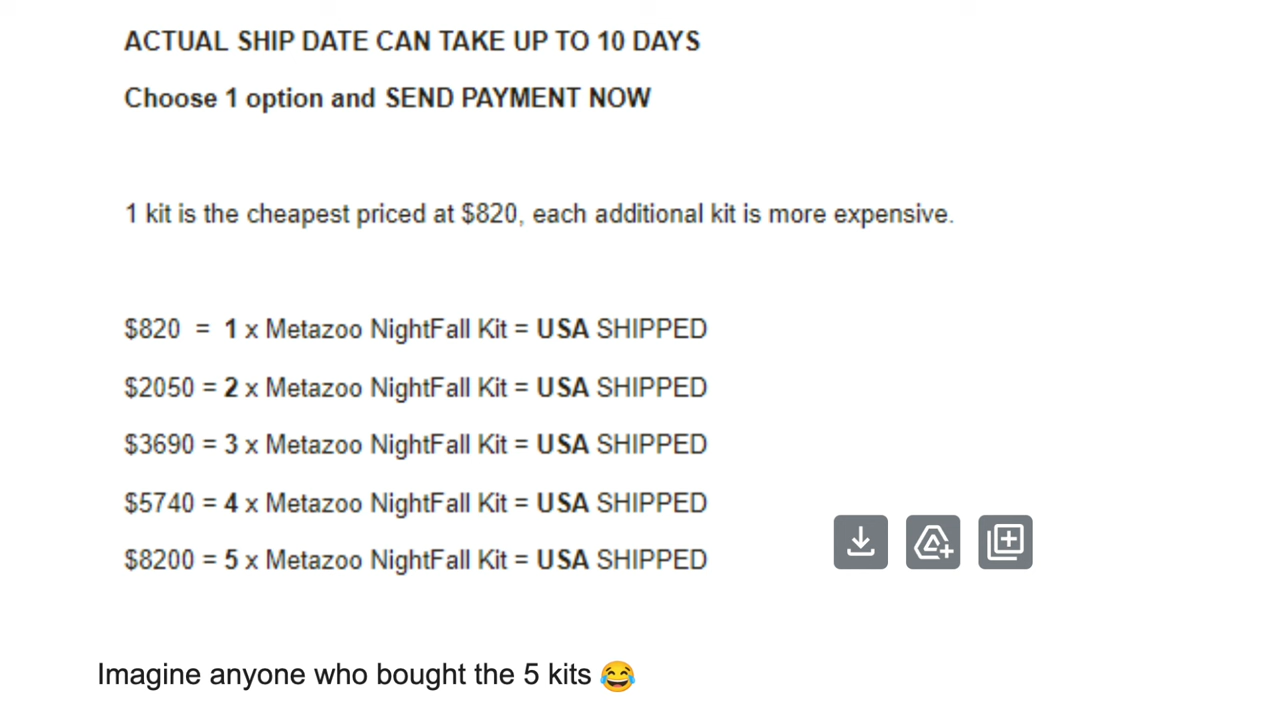 ACTUAL SHIP DATE CAN TAKE UP TO 10 DAYS
Choose 1 option and SEND PAYMENT NOW
1 kit is the cheapest priced at $820, each additional kit is more expensive.
$820 = 1 x Metazoo NightFall Kit = USA SHIPPED
$2050 = 2 x Metazoo NightFall Kit = USA SHIPPED
$3690 = 3 x Metazoo NightFall Kit = USA SHIPPED
$5740 = 4 x Metazoo NightFall Kit = USA SHIPPED
$8200 = 5 x Metazoo NightFall Kit = USA SHIPPED
Imagine anyone who bought the 5 kits 😂